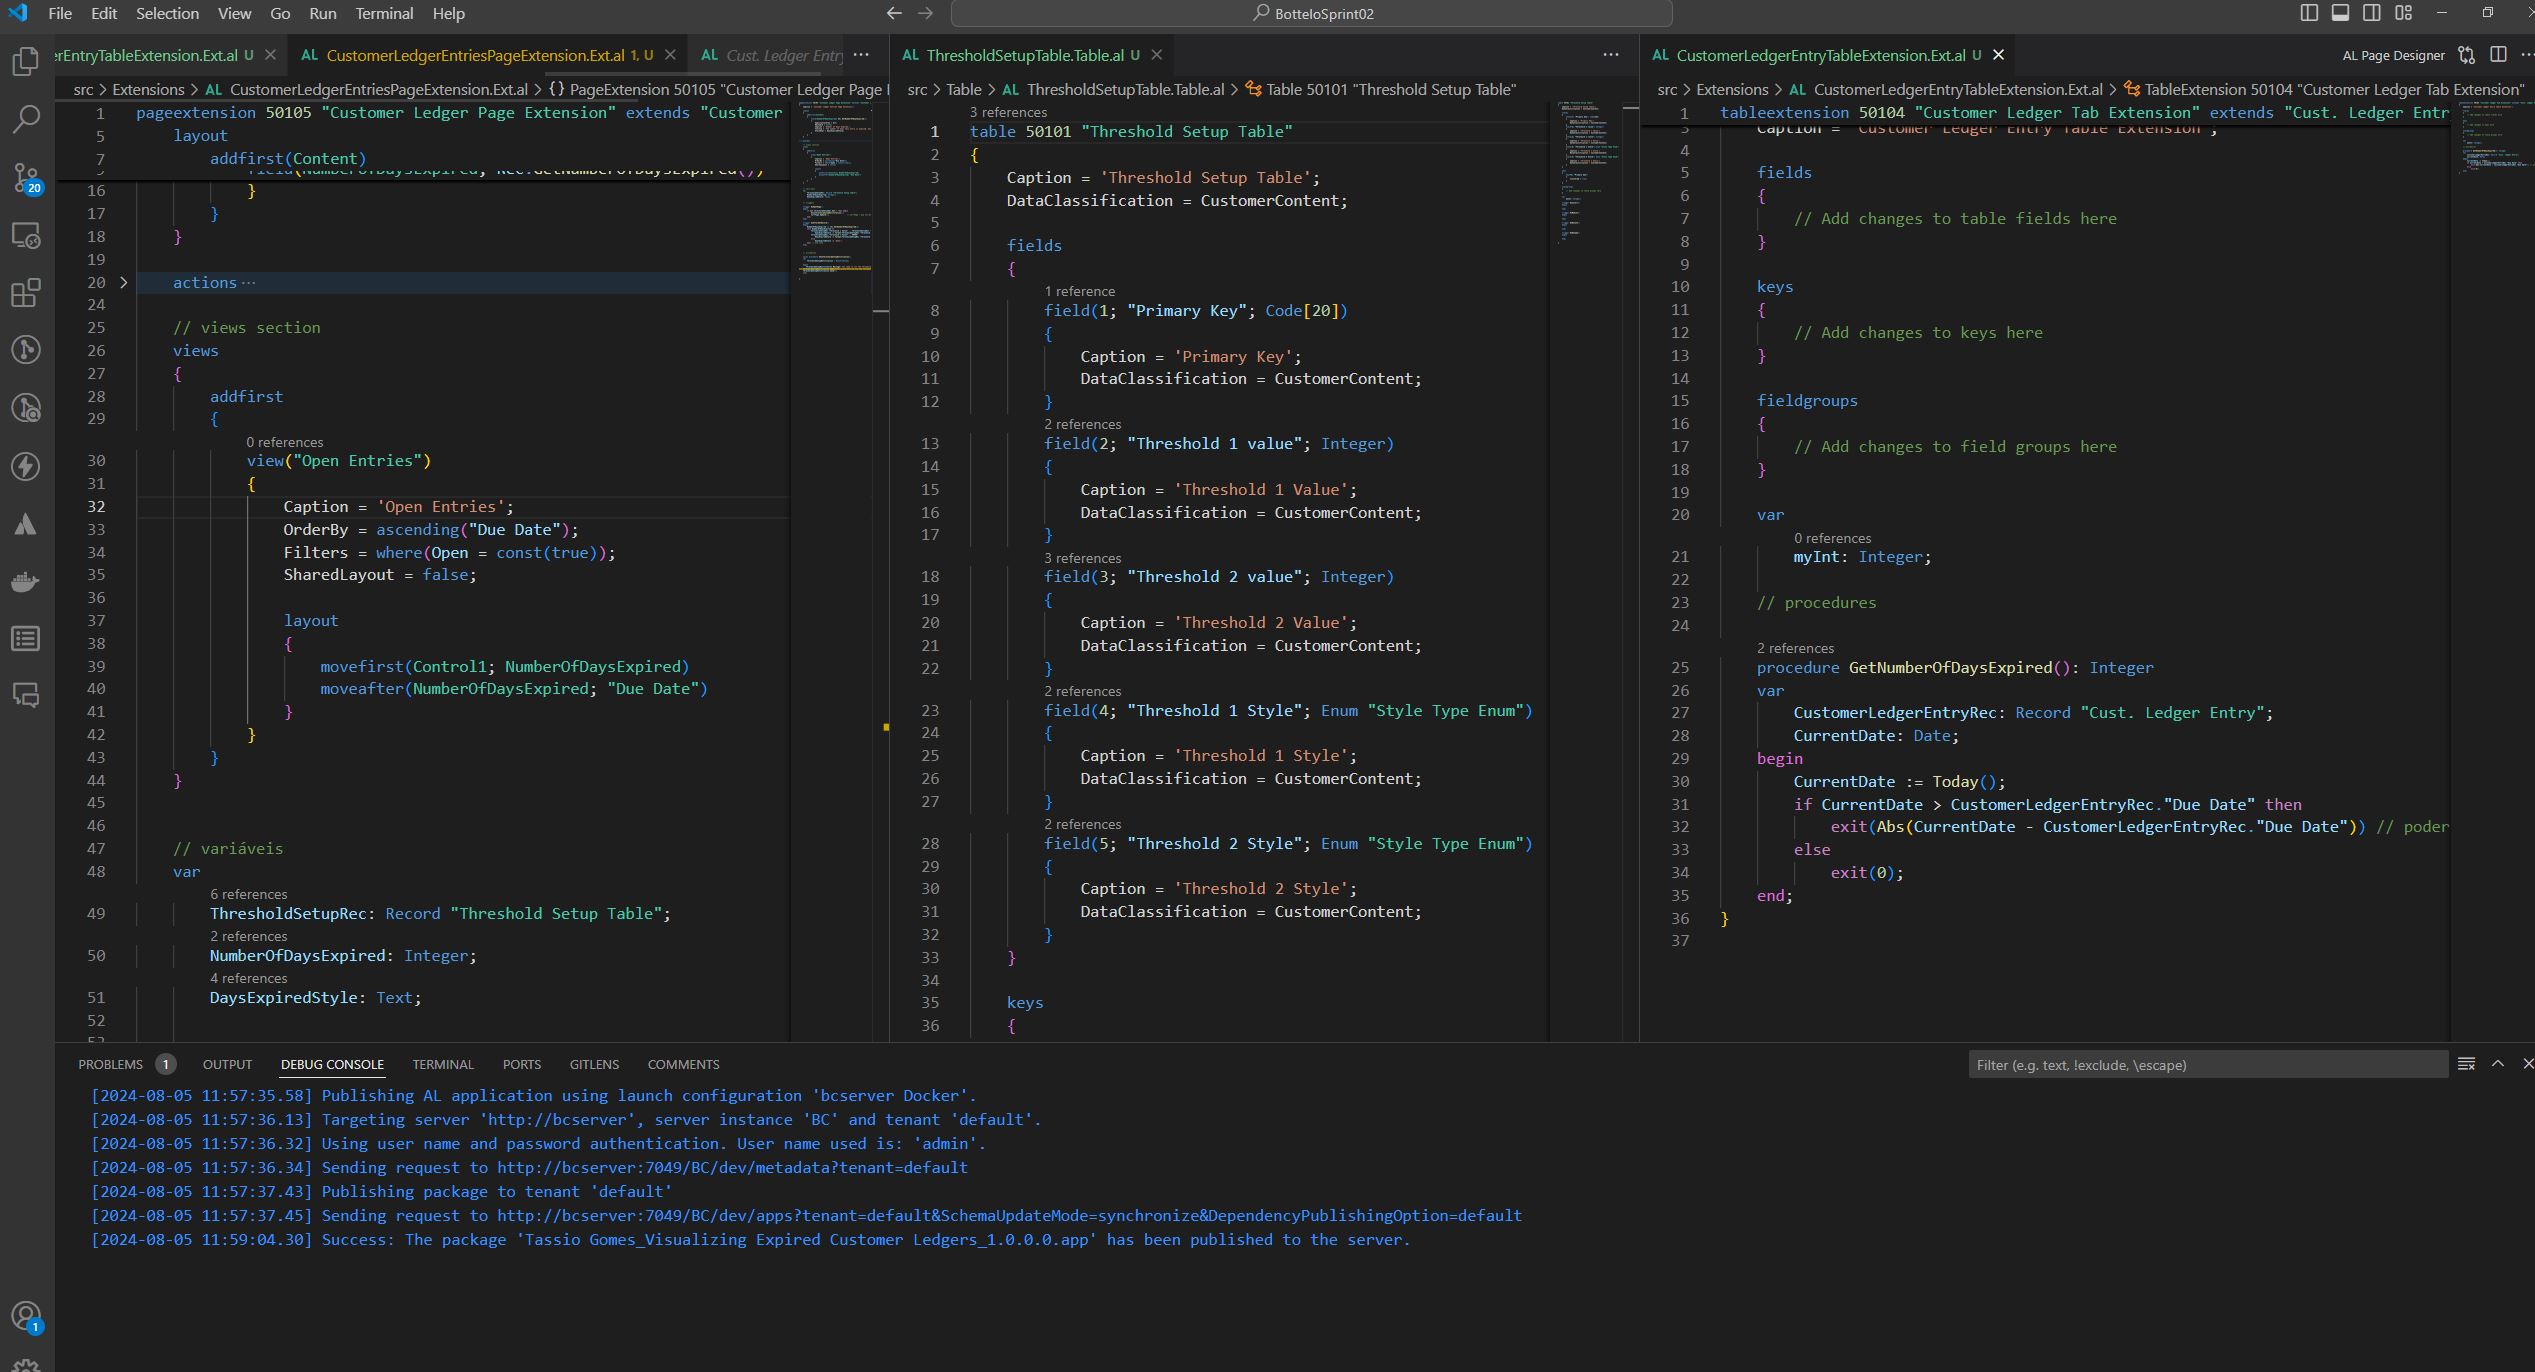 File Edit Selection View Go Run Terminal Help
BotteloSprint02
erEntryTableExtension.Ext.al U
AL CustomerLedgerEntriesPageExtension.Ext.al 1, U
AL Cust. Ledger Entry
src > Extensions > AL CustomerLedgerEntriesPageExtension.Ext.al > {} PageExtension 50105 "Customer Ledger Page
1 pageextension 50105 "Customer Ledger Page Extension" extends "Customer
5 layout
7 addfirst(Content)
9 field(NumberOfDaysExpired; Rec.GetNumberOfDaysExpired())
16 }
17 }
18 }
19
20 > actions ...
24
25 // views section
26 views
27 {
28 addfirst
29 {
0 references
30 view("Open Entries")
31 {
32 Caption = 'Open Entries';
33 OrderBy = ascending("Due Date");
34 Filters = where(Open = const(true));
35 SharedLayout = false;
36
37 layout
38 {
39 movefirst(Control1; NumberOfDaysExpired)
40 moveafter(NumberOfDaysExpired; "Due Date")
41 }
42 }
43 }
44 }
45
46
47 // variáveis
48 var
6 references
49 ThresholdSetupRec: Record "Threshold Setup Table";
2 references
50 NumberOfDaysExpired: Integer;
4 references
51 DaysExpiredStyle: Text;
52
53
AL ThresholdSetupTable.Table.al U
src > Table > AL ThresholdSetupTable.Table.al > Table 50101 "Threshold Setup Table"
3 references
1 table 50101 "Threshold Setup Table"
2 {
3 Caption = 'Threshold Setup Table';
4 DataClassification = CustomerContent;
5
6 fields
7 {
1 reference
8 field(1; "Primary Key"; Code[20])
9 {
10 Caption = 'Primary Key';
11 DataClassification = CustomerContent;
12 }
2 references
13 field(2; "Threshold 1 value"; Integer)
14 {
15 Caption = 'Threshold 1 Value';
16 DataClassification = CustomerContent;
17 }
3 references
18 field(3; "Threshold 2 value"; Integer)
19 {
20 Caption = 'Threshold 2 Value';
21 DataClassification = CustomerContent;
22 }
2 references
23 field(4; "Threshold 1 Style"; Enum "Style Type Enum")
24 {
25 Caption = 'Threshold 1 Style';
26 DataClassification = CustomerContent;
27 }
2 references
28 field(5; "Threshold 2 Style"; Enum "Style Type Enum")
29 {
30 Caption = 'Threshold 2 Style';
31 DataClassification = CustomerContent;
32 }
33 }
34
35 keys
36 {
AL CustomerLedgerEntryTableExtension.Ext.al U
AL Page Designer
src > Extensions > AL CustomerLedgerEntryTableExtension.Ext.al > TableExtension 50104 "Customer Ledger Tab Extension"
1 tableextension 50104 "Customer Ledger Tab Extension" extends "Cust. Ledger Entr
3 Caption = 'Customer Ledger Entry Table Extension';
4
5 fields
6 {
7 // Add changes to table fields here
8 }
9
10 keys
11 {
12 // Add changes to keys here
13 }
14
15 fieldgroups
16 {
17 // Add changes to field groups here
18 }
19
20 var
0 references
21 myInt: Integer;
22
23 // procedures
24
2 references
25 procedure GetNumberOfDaysExpired(): Integer
26 var
27 CustomerLedgerEntryRec: Record "Cust. Ledger Entry";
28 CurrentDate: Date;
29 begin
30 CurrentDate := Today();
31 if CurrentDate > CustomerLedgerEntryRec."Due Date" then
32 exit(Abs(CurrentDate - CustomerLedgerEntryRec."Due Date")) // poder
33 else
34 exit(0);
35 end;
36 }
37
20
1
PROBLEMS 1 OUTPUT DEBUG CONSOLE TERMINAL PORTS GITLENS COMMENTS
Filter (e.g. text, !exclude, \escape)
[2024-08-05 11:57:35.58] Publishing AL application using launch configuration 'bcserver Docker'.
[2024-08-05 11:57:36.13] Targeting server 'http://bcserver', server instance 'BC' and tenant 'default'.
[2024-08-05 11:57:36.32] Using user name and password authentication. User name used is: 'admin'.
[2024-08-05 11:57:36.34] Sending request to http://bcserver:7049/BC/dev/metadata?tenant=default
[2024-08-05 11:57:37.43] Publishing package to tenant 'default'
[2024-08-05 11:57:37.45] Sending request to http://bcserver:7049/BC/dev/apps?tenant=default&SchemaUpdateMode=synchronize&DependencyPublishingOption=default
[2024-08-05 11:59:04.30] Success: The package 'Tassio Gomes_Visualizing Expired Customer Ledgers_1.0.0.0.app' has been published to the server.